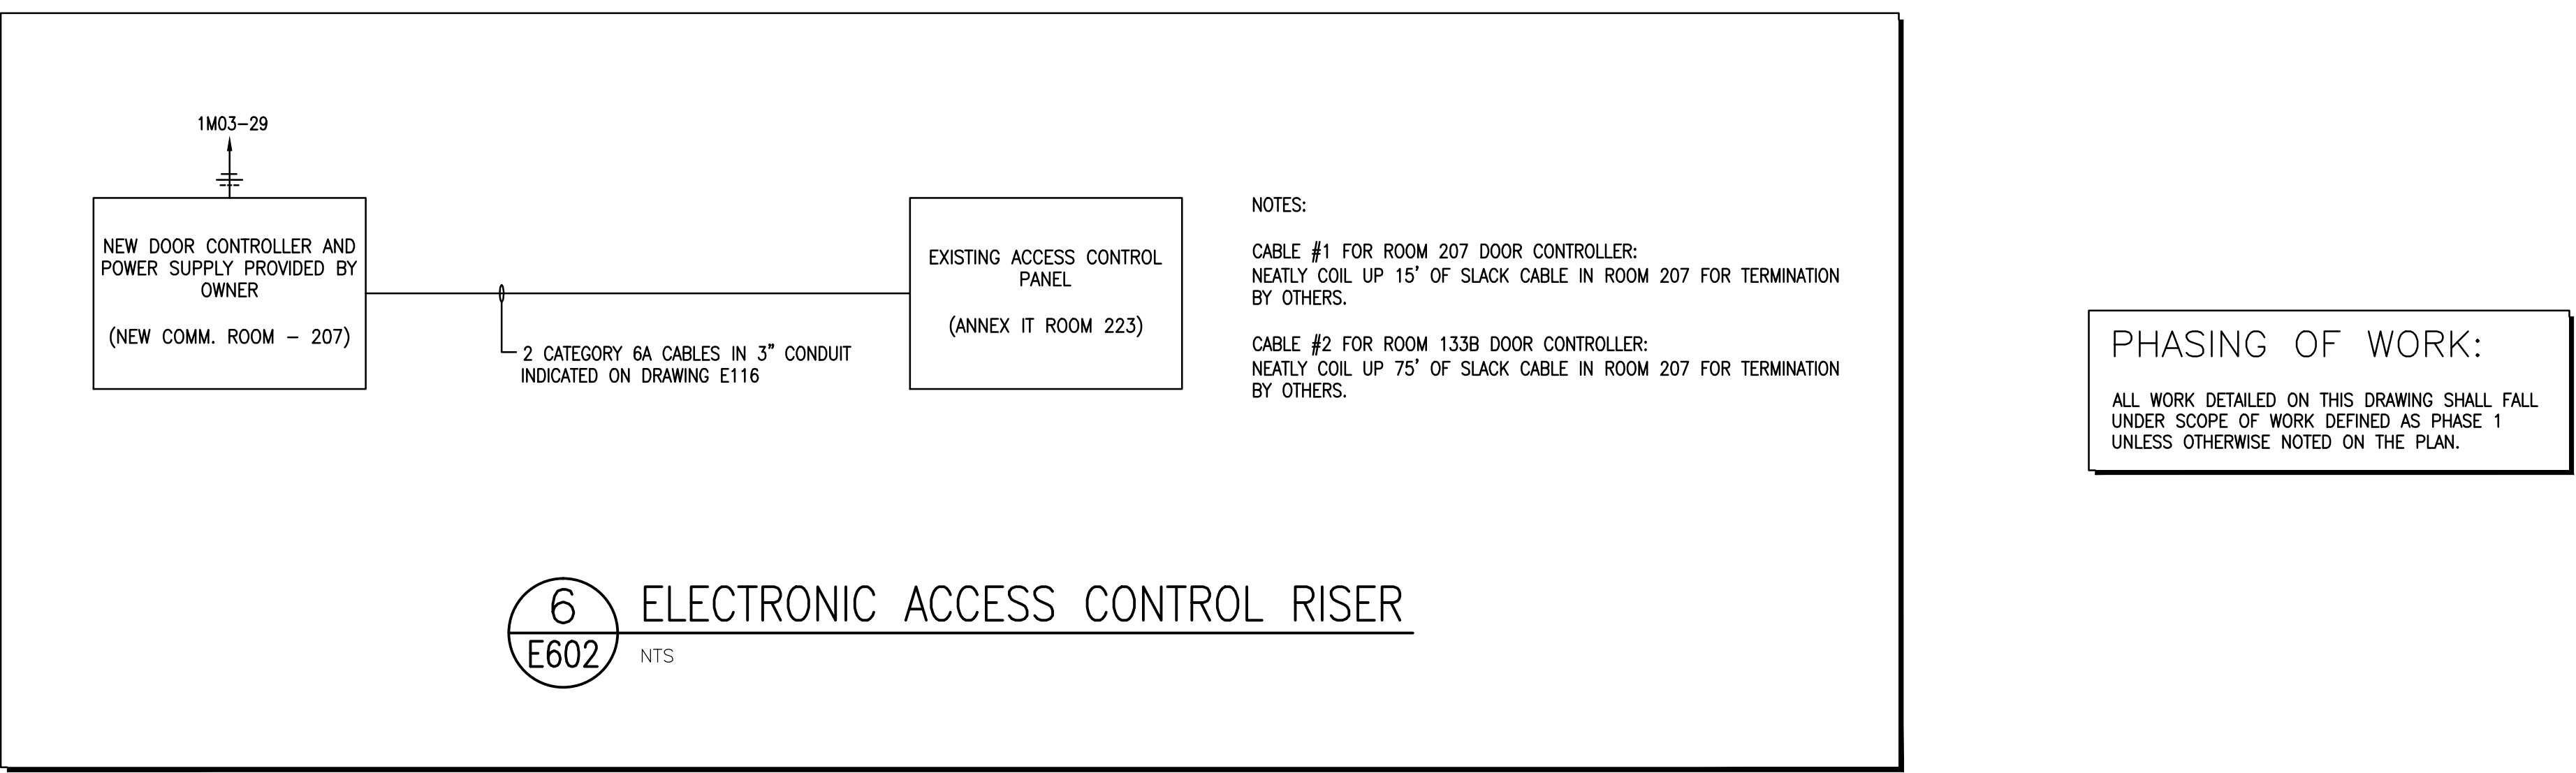 1M03-29
NEW DOOR CONTROLLER AND
POWER SUPPLY PROVIDED BY
OWNER
(NEW COMM. ROOM - 207)
2 CATEGORY 6A CABLES IN 3" CONDUIT
INDICATED ON DRAWING E116
EXISTING ACCESS CONTROL
PANEL
(ANNEX IT ROOM 223)
NOTES:
CABLE #1 FOR ROOM 207 DOOR CONTROLLER:
NEATLY COIL UP 15' OF SLACK CABLE IN ROOM 207 FOR TERMINATION
BY OTHERS.
CABLE #2 FOR ROOM 133B DOOR CONTROLLER:
NEATLY COIL UP 75' OF SLACK CABLE IN ROOM 207 FOR TERMINATION
BY OTHERS.
6
E602
ELECTRONIC ACCESS CONTROL RISER
NTS
PHASING OF WORK:
ALL WORK DETAILED ON THIS DRAWING SHALL FALL
UNDER SCOPE OF WORK DEFINED AS PHASE 1
UNLESS OTHERWISE NOTED ON THE PLAN.